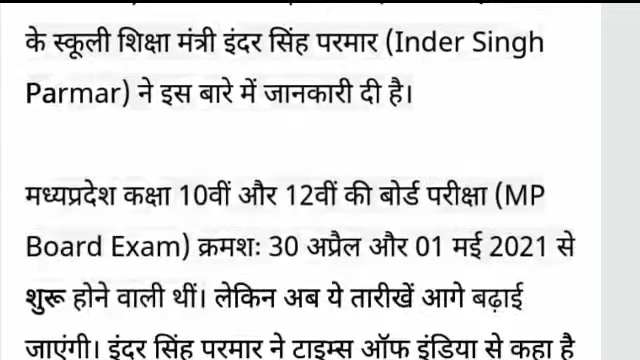 के स्कूली शिक्षा मंत्री इंदर सिंह परमार (Inder Singh
Parmar) ने इस बारे में जानकारी दी है।
मध्यप्रदेश कक्षा 10वीं और 12वीं की बोर्ड परीक्षा (MP
Board Exam) क्रमशः 30 अप्रैल और 01 मई 2021 से
शुरू होने वाली थीं। लेकिन अब ये तारीखें आगे बढ़ाई
जाएंगी। इंदर सिंह परमार ने टाइम्स ऑफ इंडिया से कहा है